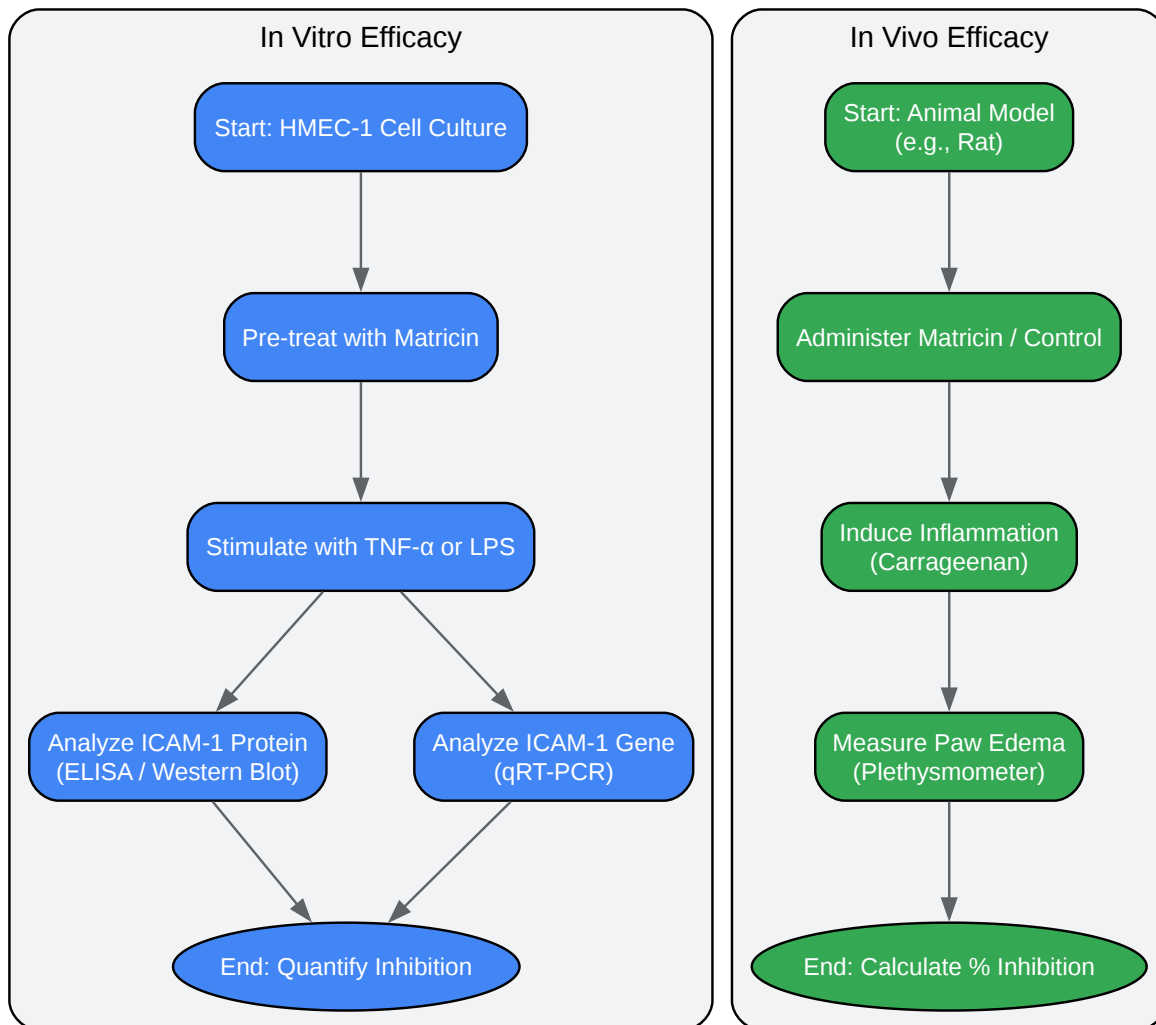 In Vitro Efficacy
Start: HMEC-1 Cell Culture
Pre-treat with Matricin
Stimulate with TNF-α or LPS
Analyze ICAM-1 Protein
(ELISA / Western Blot)
Analyze ICAM-1 Gene
(qRT-PCR)
End: Quantify Inhibition
In Vivo Efficacy
Start: Animal Model
(e.g., Rat)
Administer Matricin / Control
Induce Inflammation
(Carrageenan)
Measure Paw Edema
(Plethysmometer)
End: Calculate % Inhibition